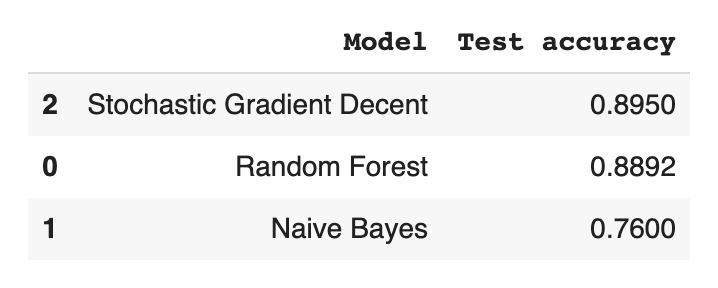 Model Test accuracy
2 Stochastic Gradient Decent 0.8950
0 Random Forest 0.8892
1 Naive Bayes 0.7600